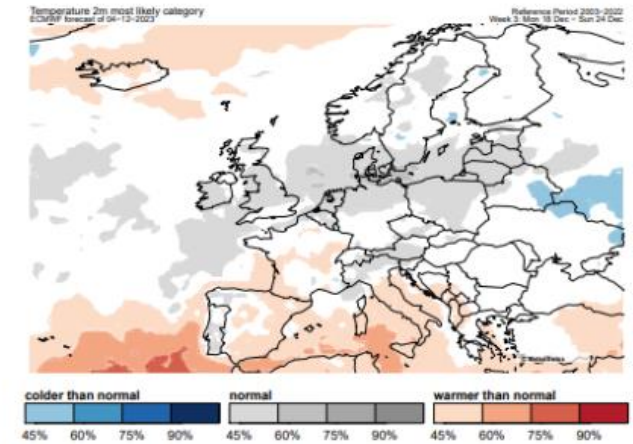 Temperature 2m most likely category
Reference Period 2003-2022
ECMWF forecast of 04-12-2023
Week 3: Mon 18 Dec - Sun 24 Dec
© MeteoSwiss
colder than normal
normal
warmer than normal
45% 60% 75% 90%
45% 60% 75% 90%
45% 60% 75% 90%